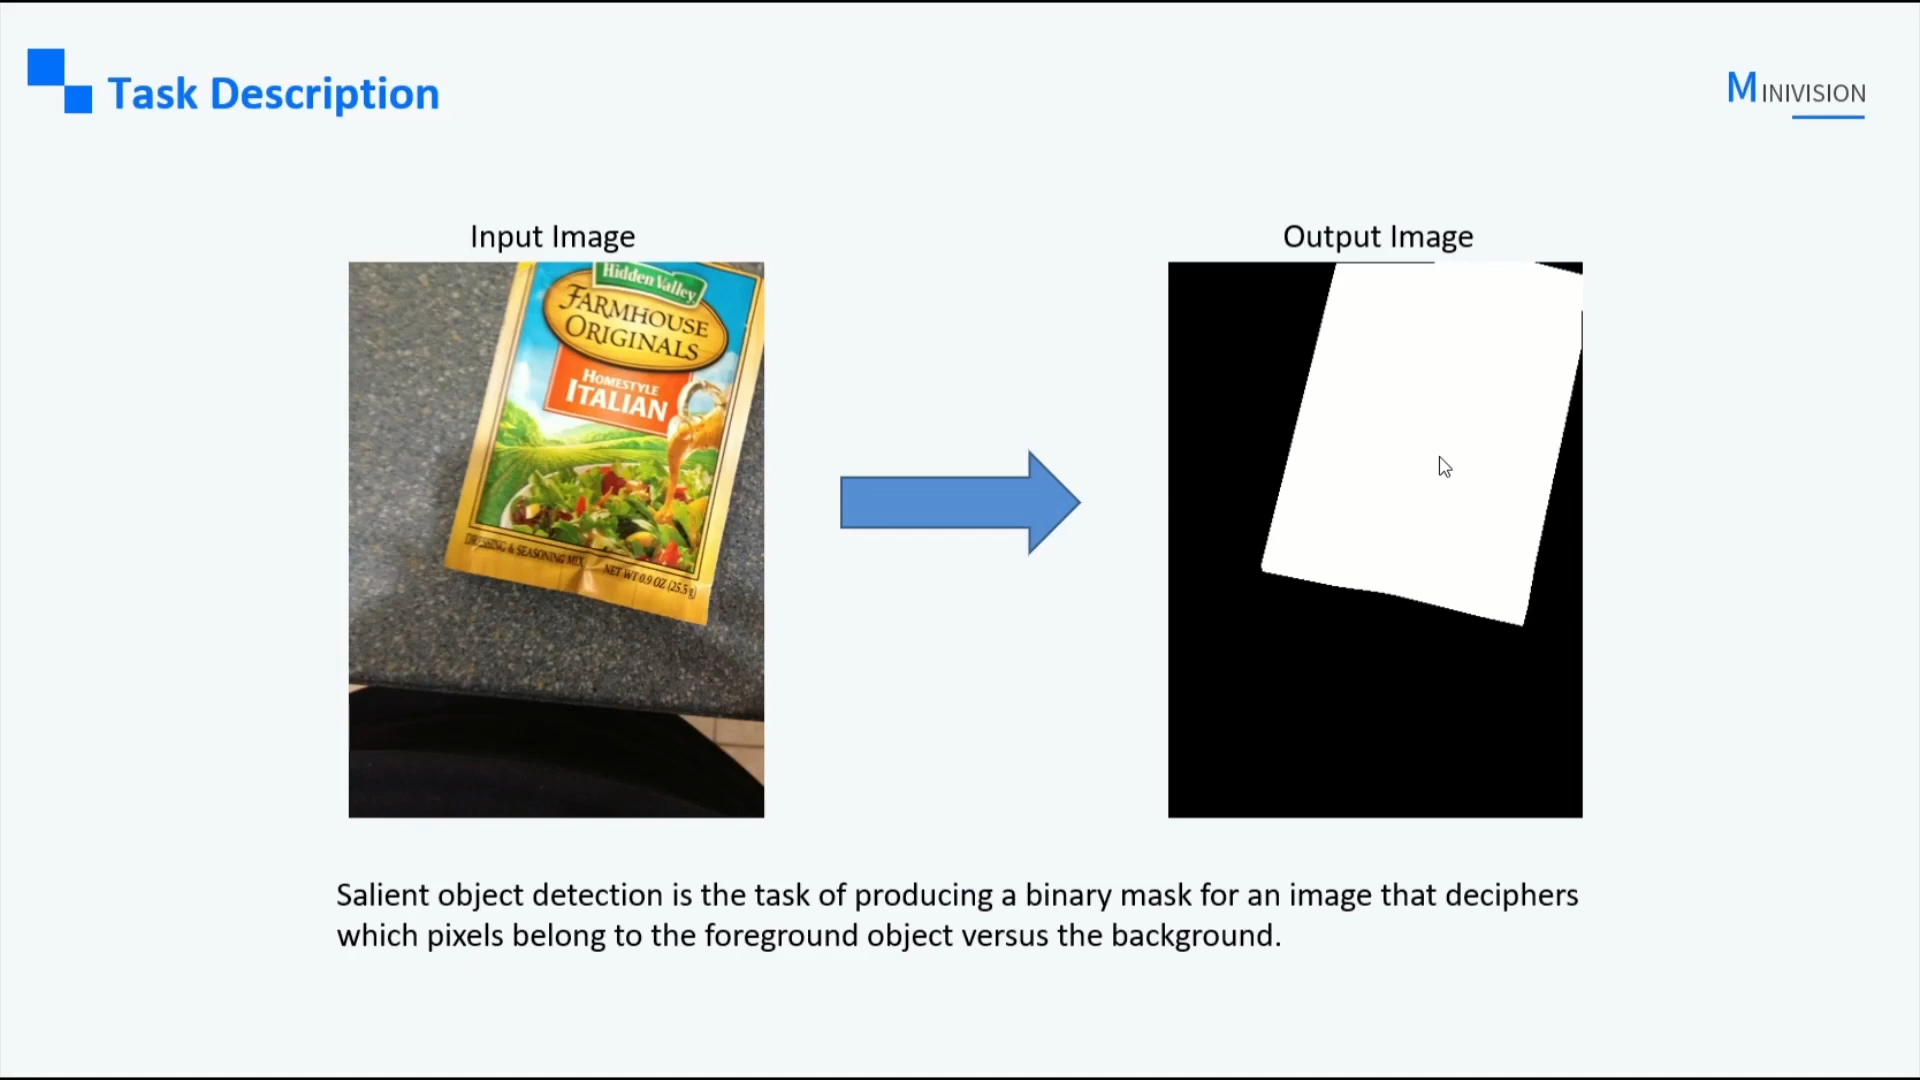 Task Description
MINIVISION
Input Image
Output Image
Hidden Valley
FARMHOUSE
ORIGINALS
HOMESTYLE
ITALIAN
DRESSING & SEASONING MIX NET WT 0.9 OZ (25.5 g)
Salient object detection is the task of producing a binary mask for an image that deciphers
which pixels belong to the foreground object versus the background.